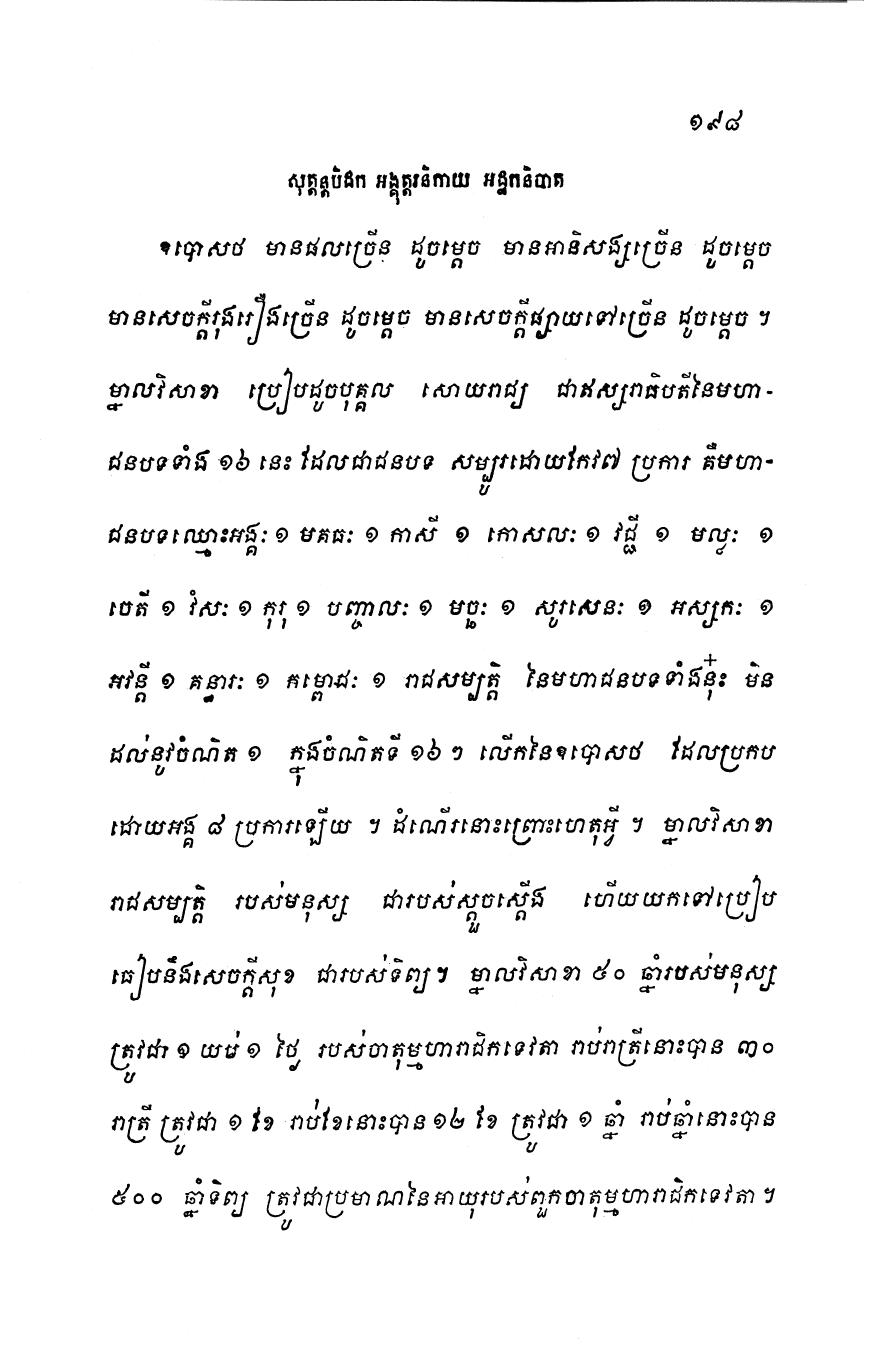 ១៩៨
សុត្តន្តបិដក អង្គុត្តរនិកាយ អដ្ឋកនិបាត
ឧបោសថ មានផលច្រើន ដូចម្តេច មានអានិសង្សច្រើន ដូចម្តេច
មានសេចក្តីរុងរឿងច្រើន ដូចម្តេច មានសេចក្តីផ្សាយទៅច្រើន ដូចម្តេច ។
ម្នាលវិសាខា ប្រៀបដូចបុគ្គល សោយរាជ្យ ជាឥស្សរាធិបតីនៃមហា-
ជនបទទាំង ១៦ នេះ ដែលជាជនបទ សម្បូរដោយកែវ៧ ប្រការ គឺមហា-
ជនបទឈ្មោះអង្គៈ ១ មគធៈ ១ កាសី ១ កោសលៈ ១ វជ្ជី ១ មល្លៈ ១
ចេតី ១ វំសៈ ១ កុរុ ១ បញ្ចាលៈ ១ មច្ឆៈ ១ សូរសេនៈ ១ អស្សកៈ ១
អវន្តី ១ គន្ធារៈ ១ កម្ពោជៈ ១ រាជសម្បត្តិ នៃមហាជនបទទាំងនុ៎ះ មិន
ដល់នូវចំណិត ១ ក្នុងចំណិតទី ១៦ ៗ លើកនៃឧបោសថ ដែលប្រកប
ដោយអង្គ ៨ ប្រការឡើយ ។ ដំណើរនោះព្រោះហេតុអ្វី ។ ម្នាលវិសាខា
រាជសម្បត្តិ របស់មនុស្ស ជារបស់ស្តួចស្តើង ហើយយកទៅប្រៀប
ធៀបនឹងសេចក្តីសុខ ជារបស់ទិព្យ។ ម្នាលវិសាខា ៥០ ឆ្នាំរបស់មនុស្ស
ត្រូវជា ១ យប់ ១ ថ្ងៃ របស់ចាតុម្មហារាជិកទេវតា រាប់រាត្រីនោះបាន ៣០
រាត្រី ត្រូវជា ១ ខែ រាប់ខែនោះបាន ១២ ខែ ត្រូវជា ១ ឆ្នាំ រាប់ឆ្នាំនោះបាន
៥០០ ឆ្នាំទិព្យ ត្រូវជាប្រមាណនៃអាយុរបស់ពួកចាតុម្មហារាជិកទេវតា ។